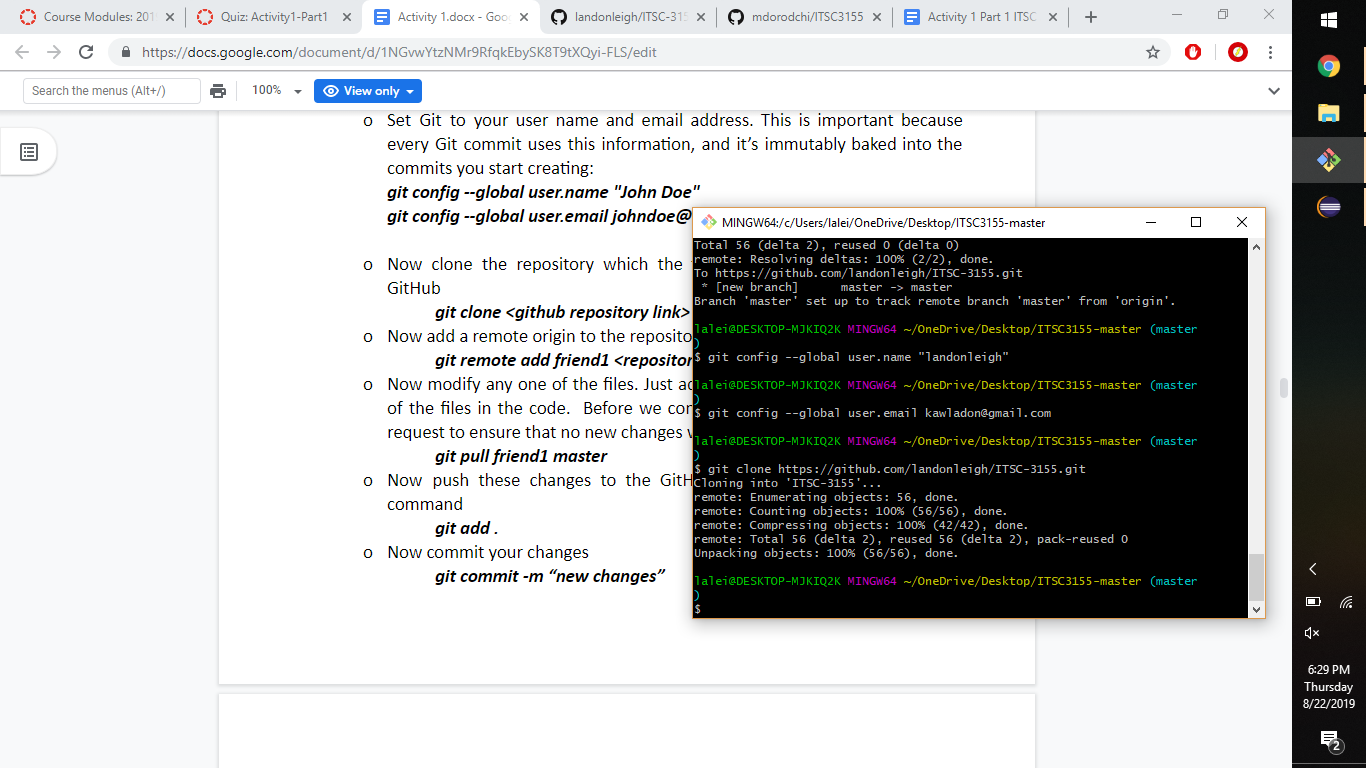 Course Modules: 201
Quiz: Activity1-Part1
Activity 1.docx - Goo
landonleigh/ITSC-315
mdorodchi/ITSC3155
Activity 1 Part 1 ITSC
https://docs.google.com/document/d/1NGvwYtzNMr9RfqkEbySK8T9tXQyi-FLS/edit
Search the menus (Alt+/)
100%
View only
o Set Git to your user name and email address. This is important because
every Git commit uses this information, and it’s immutably baked into the
commits you start creating:
git config --global user.name "John Doe"
git config --global user.email johndoe@
o Now clone the repository which the
GitHub
git clone <github repository link>
o Now add a remote origin to the reposito
git remote add friend1 <repositor
o Now modify any one of the files. Just ad
of the files in the code. Before we com
request to ensure that no new changes
git pull friend1 master
o Now push these changes to the GitH
command
git add .
o Now commit your changes
git commit -m “new changes”
MINGW64:/c/Users/lalei/OneDrive/Desktop/ITSC3155-master
Total 56 (delta 2), reused 0 (delta 0)
remote: Resolving deltas: 100% (2/2), done.
To https://github.com/landonleigh/ITSC-3155.git
* [new branch] master -> master
Branch 'master' set up to track remote branch 'master' from 'origin'.
lalei@DESKTOP-MJKIQ2K MINGW64 ~/OneDrive/Desktop/ITSC3155-master (master
)
$ git config --global user.name "landonleigh"
lalei@DESKTOP-MJKIQ2K MINGW64 ~/OneDrive/Desktop/ITSC3155-master (master
)
$ git config --global user.email kawladon@gmail.com
lalei@DESKTOP-MJKIQ2K MINGW64 ~/OneDrive/Desktop/ITSC3155-master (master
)
$ git clone https://github.com/landonleigh/ITSC-3155.git
Cloning into 'ITSC-3155'...
remote: Enumerating objects: 56, done.
remote: Counting objects: 100% (56/56), done.
remote: Compressing objects: 100% (42/42), done.
remote: Total 56 (delta 2), reused 56 (delta 2), pack-reused 0
Unpacking objects: 100% (56/56), done.
lalei@DESKTOP-MJKIQ2K MINGW64 ~/OneDrive/Desktop/ITSC3155-master (master
)
$
6:29 PM
Thursday
8/22/2019
2